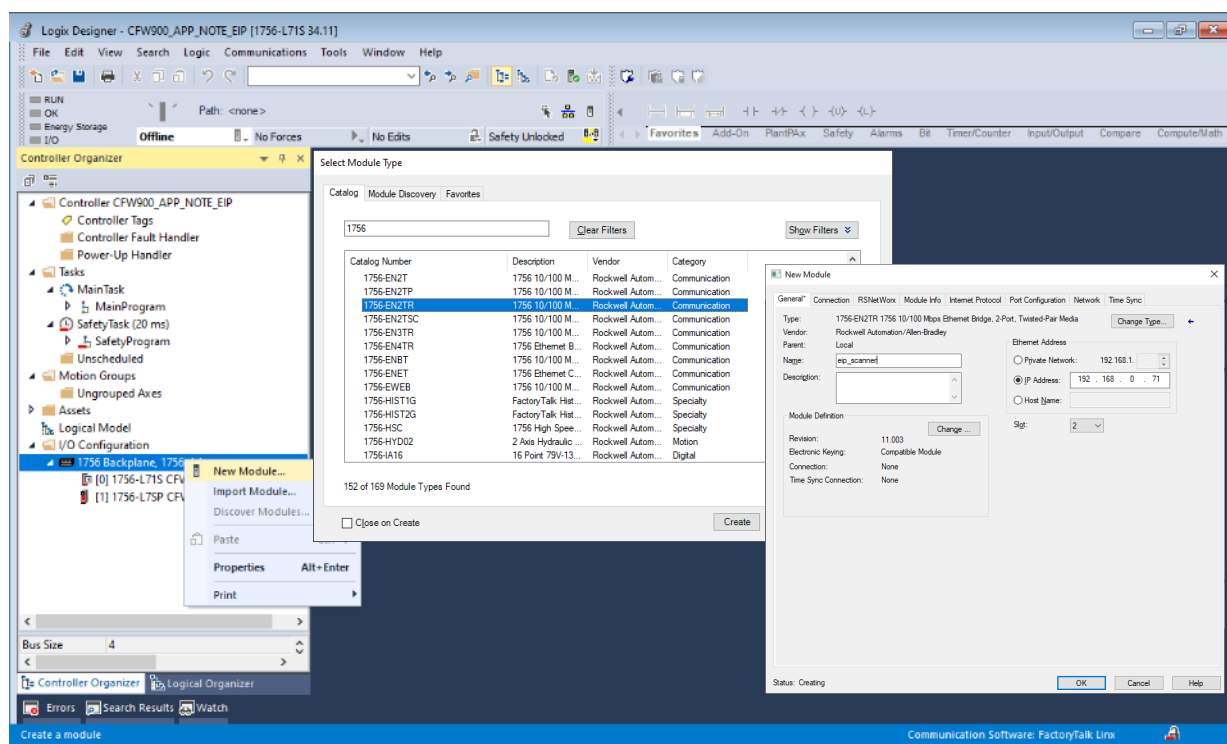 Logix Designer - CFW900_APP_NOTE_EIP [1756-L71S 34.11]
File Edit View Search Logic Communications Tools Window Help
RUN
OK
Energy Storage
I/O
Path: <none>
Offline No Forces No Edits Safety Unlocked
Favorites Add-On PlantPAx Safety Alarms Bit Timer/Counter Input/Output Compare Compute/Math
Controller Organizer
Controller CFW900_APP_NOTE_EIP
Controller Tags
Controller Fault Handler
Power-Up Handler
Tasks
MainTask
MainProgram
SafetyTask (20 ms)
SafetyProgram
Unscheduled
Motion Groups
Ungrouped Axes
Assets
Logical Model
I/O Configuration
1756 Backplane, 1756
[0] 1756-L71S CFW
[1] 1756-L7SP CFW
Bus Size 4
Controller Organizer Logical Organizer
Errors Search Results Watch
Create a module
Communication Software: FactoryTalk Linx
New Module...
Import Module...
Discover Modules...
Paste
Properties Alt+Enter
Print
Select Module Type
Catalog Module Discovery Favorites
1756
Clear Filters
Show Filters
Catalog Number Description Vendor Category
1756-EN2T 1756 10/100 M... Rockwell Autom... Communication
1756-EN2TP 1756 10/100 M... Rockwell Autom... Communication
1756-EN2TR 1756 10/100 M... Rockwell Autom... Communication
1756-EN2TSC 1756 10/100 M... Rockwell Autom... Communication
1756-EN3TR 1756 10/100 M... Rockwell Autom... Communication
1756-EN4TR 1756 Ethernet B... Rockwell Autom... Communication
1756-ENBT 1756 10/100 M... Rockwell Autom... Communication
1756-ENET 1756 Ethernet C... Rockwell Autom... Communication
1756-EWEB 1756 10/100 M... Rockwell Autom... Communication
1756-HIST1G FactoryTalk Hist... Rockwell Autom... Specialty
1756-HIST2G FactoryTalk Hist... Rockwell Autom... Specialty
1756-HSC 1756 High Spee... Rockwell Autom... Specialty
1756-HYD02 2 Axis Hydraulic ... Rockwell Autom... Motion
1756-IA16 16 Point 79V-13... Rockwell Autom... Digital
152 of 169 Module Types Found
Close on Create
Create
New Module
General* Connection RSNetWorx Module Info Internet Protocol Port Configuration Network Time Sync
Type: 1756-EN2TR 1756 10/100 Mbps Ethernet Bridge, 2-Port, Twisted-Pair Media
Change Type...
Vendor: Rockwell Automation/Allen-Bradley
Parent: Local
Name: eip_scanner
Description:
Ethernet Address
Private Network: 192.168.1.
IP Address: 192 . 168 . 0 . 71
Host Name:
Slot: 2
Module Definition
Change ...
Revision: 11.003
Electronic Keying: Compatible Module
Connection: None
Time Sync Connection: None
Status: Creating
OK Cancel Help